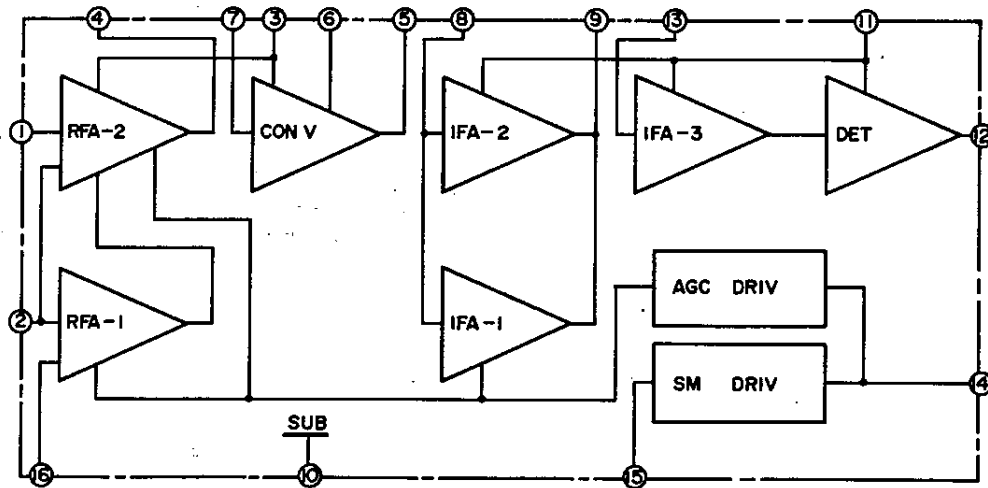 4 7 3 6 5 8 9 13 11
1 RFA-2 CONV IFA-2 IFA-3 DET 12
2 RFA-1 IFA-1 AGC DRIV
SM DRIV 14
SUB
16 10 15